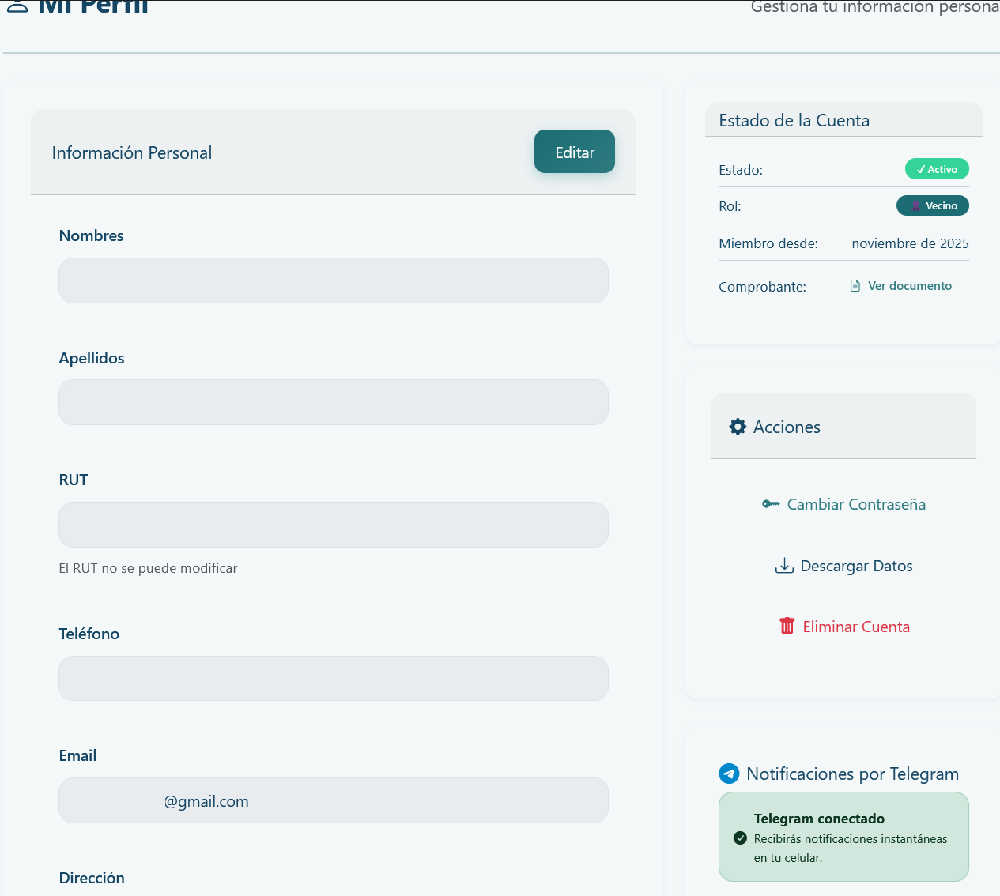 Mi Perfil
Gestiona tu información persona
Información Personal
Editar
Nombres
Apellidos
RUT
El RUT no se puede modificar
Teléfono
Email
@gmail.com
Dirección
Estado de la Cuenta
Estado:
✓ Activo
Rol:
Vecino
Miembro desde:
noviembre de 2025
Comprobante:
Ver documento
Acciones
Cambiar Contraseña
Descargar Datos
Eliminar Cuenta
Notificaciones por Telegram
Telegram conectado
Recibirás notificaciones instantáneas
en tu celular.